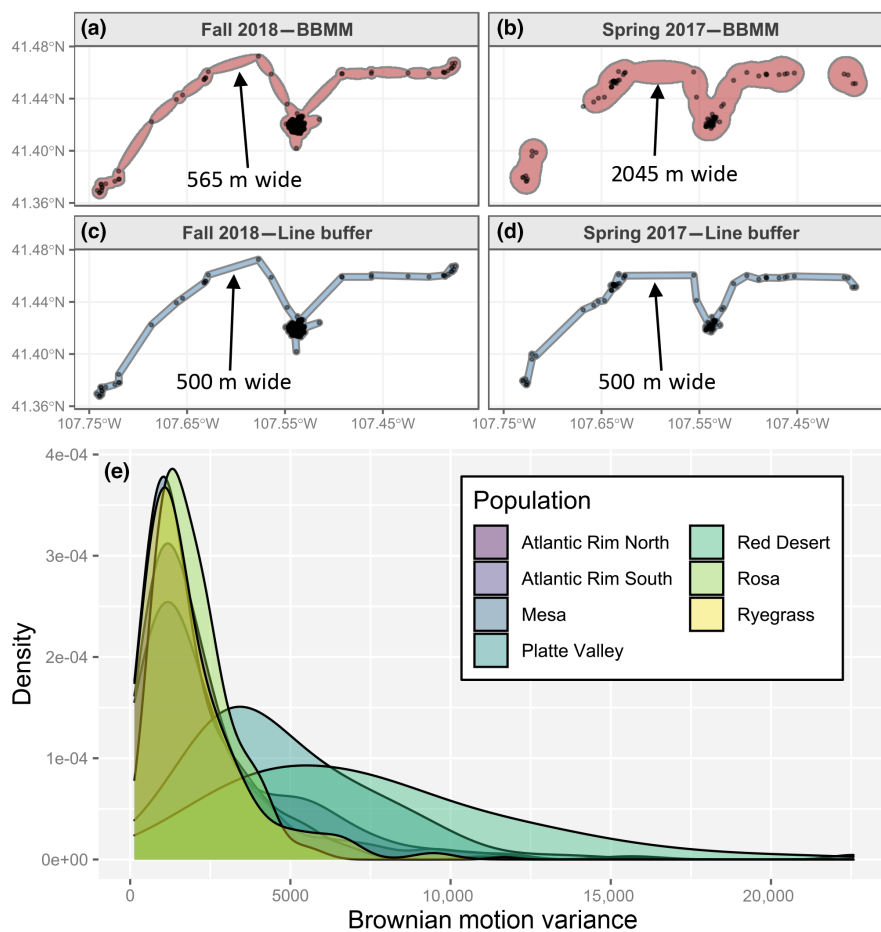 (a) Fall 2018—BBMM
(b) Spring 2017—BBMM
41.48°N
41.44°N
41.40°N
41.36°N
565 m wide
2045 m wide
(c) Fall 2018—Line buffer
(d) Spring 2017—Line buffer
41.48°N
41.44°N
41.40°N
41.36°N
500 m wide
500 m wide
107.75°W 107.65°W 107.55°W 107.45°W
107.75°W 107.65°W 107.55°W 107.45°W
(e)
4e-04
3e-04
2e-04
1e-04
0e+00
Density
Population
Atlantic Rim North
Atlantic Rim South
Mesa
Platte Valley
Red Desert
Rosa
Ryegrass
0 5000 10,000 15,000 20,000
Brownian motion variance